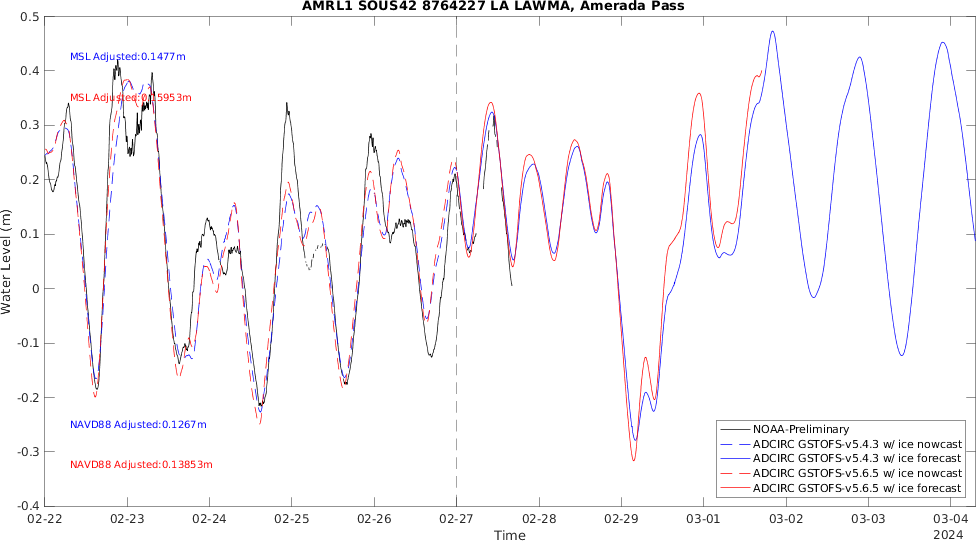 AMRL1 SOUS42 8764227 LA LAWMA, Amerada Pass
0.5
0.4
0.3
0.2
0.1
0
-0.1
-0.2
-0.3
-0.4
Water Level (m)
MSL Adjusted:0.1477m
MSL Adjusted:0.15953m
NAVD88 Adjusted:0.1267m
NAVD88 Adjusted:0.13853m
NOAA-Preliminary
ADCIRC GSTOFS-v5.4.3 w/ ice nowcast
ADCIRC GSTOFS-v5.4.3 w/ ice forecast
ADCIRC GSTOFS-v5.6.5 w/ ice nowcast
ADCIRC GSTOFS-v5.6.5 w/ ice forecast
02-22 02-23 02-24 02-25 02-26 02-27 02-28 02-29 03-01 03-02 03-03 03-04
Time
2024